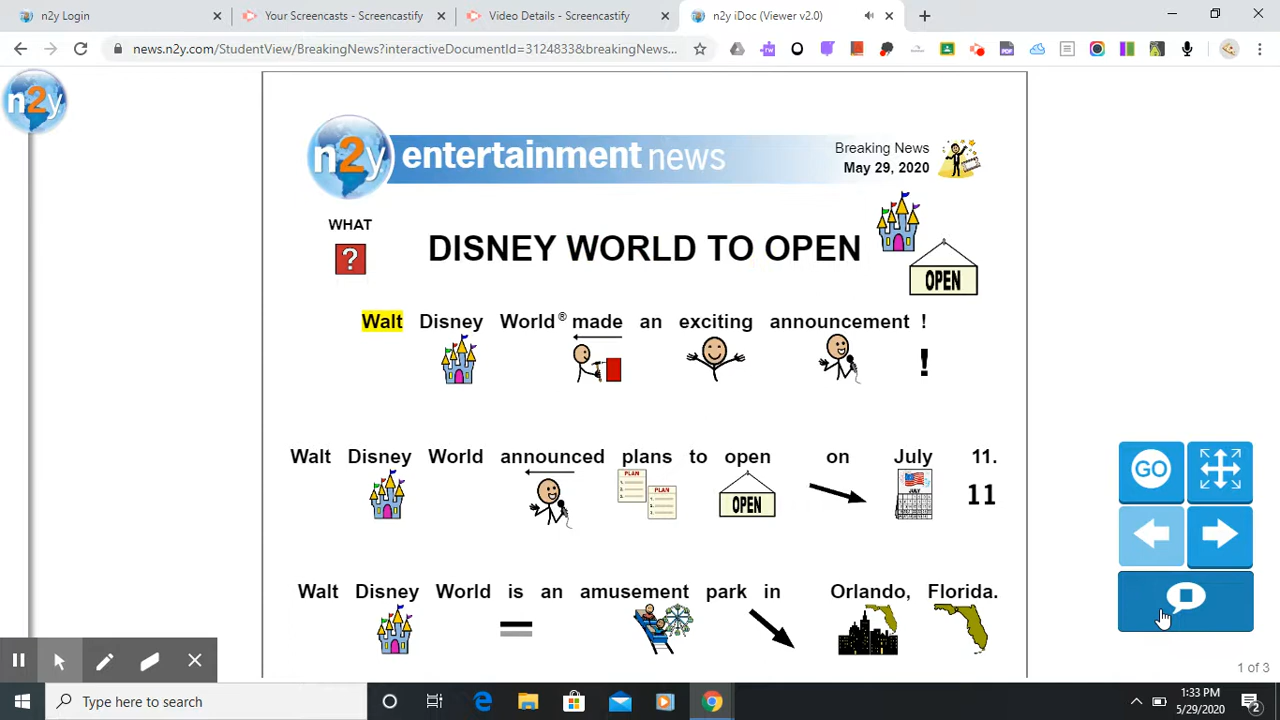 n2y Login
Your Screencasts - Screencastify
Video Details - Screencastify
n2y iDoc (Viewer v2.0)
news.n2y.com/StudentView/BreakingNews?interactiveDocumentId=3124833&breakingNews...
n2y
n2y entertainment news
Breaking News
May 29, 2020
WHAT
?
DISNEY WORLD TO OPEN
OPEN
Walt Disney World® made an exciting announcement !
!
Walt Disney World announced plans to open on July 11.
PLAN
PLAN
OPEN
JULY
11
Walt Disney World is an amusement park in Orlando, Florida.
GO
1 of 3
Type here to search
1:33 PM
5/29/2020
2